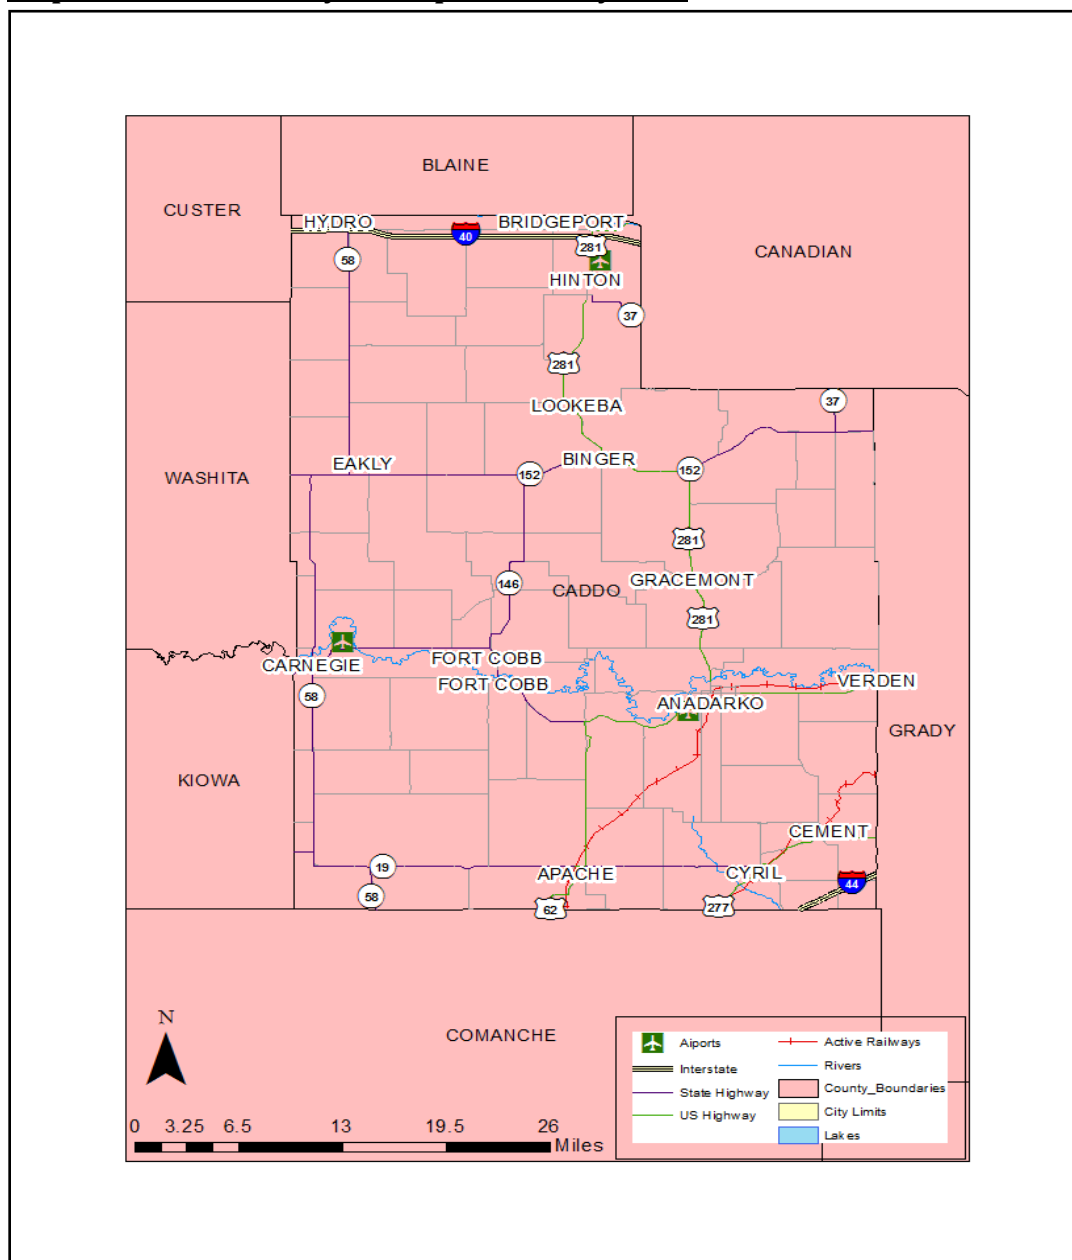 BLAINE
CUSTER
HYDRO
BRIDGEPORT
40
281
CANADIAN
58
HINTON
37
281
37
LOOKEBA
BINGER
EAKLY
152
152
WASHITA
281
GRACEMONT
146
CADDO
281
CARNEGIE
FORT COBB
VERDEN
FORT COBB
58
ANADARKO
GRADY
KIOWA
CEMENT
19
APACHE
CYRIL
44
58
62
277
COMANCHE
N
Aiports
Interstate
State Highway
US Highway
Active Railways
Rivers
County_Boundaries
City Limits
Lakes
0 3.25 6.5 13 19.5 26
Miles